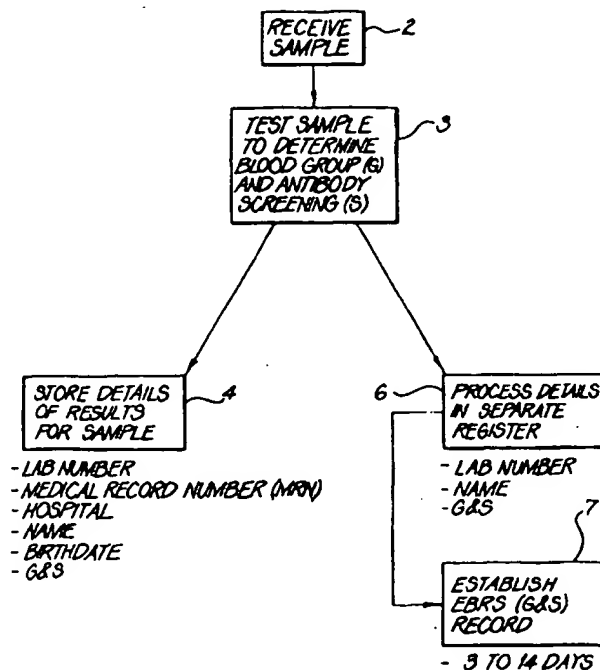 RECEIVE
SAMPLE
2
TEST SAMPLE
TO DETERMINE
BLOOD GROUP (G)
AND ANTIBODY
SCREENING (S)
3
STORE DETAILS
OF RESULTS
FOR SAMPLE
4
- LAB NUMBER
- MEDICAL RECORD NUMBER (MRN)
- HOSPITAL
- NAME
- BIRTHDATE
- G&S
6
PROCESS DETAILS
IN SEPARATE
REGISTER
- LAB NUMBER
- NAME
- G&S
7
ESTABLISH
EBRS (G&S)
RECORD
- 3 TO 14 DAYS